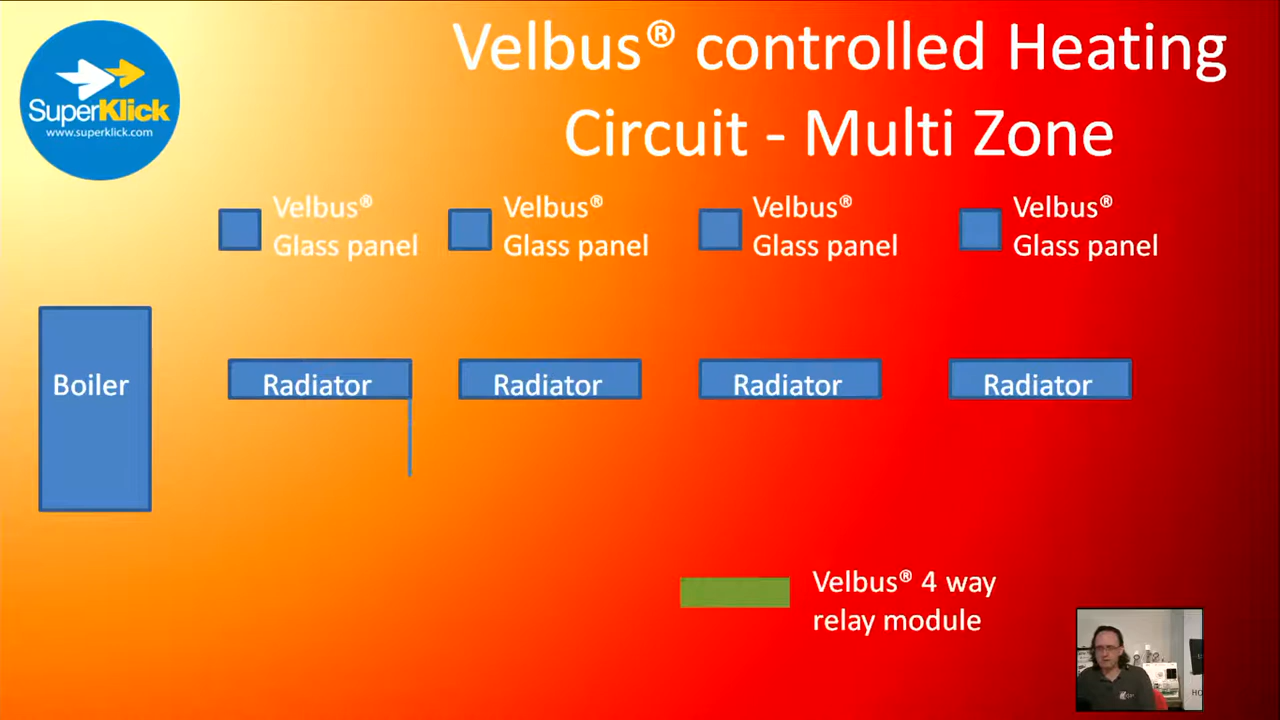 Velbus® controlled Heating
Circuit - Multi Zone
SuperKlick
www.superklick.com
Velbus®
Glass panel
Velbus®
Glass panel
Velbus®
Glass panel
Velbus®
Glass panel
Boiler
Radiator
Radiator
Radiator
Radiator
Velbus® 4 way
relay module